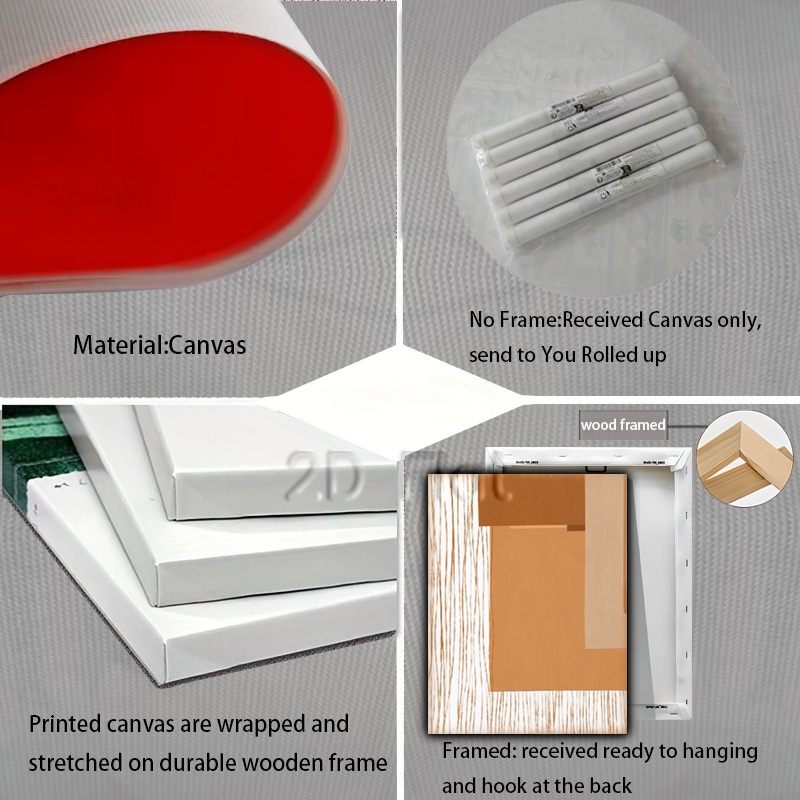 Material:Canvas
No Frame:Received Canvas only,
send to You Rolled up
wood framed
2D
Printed canvas are wrapped and
stretched on durable wooden frame
Framed: received ready to hanging
and hook at the back